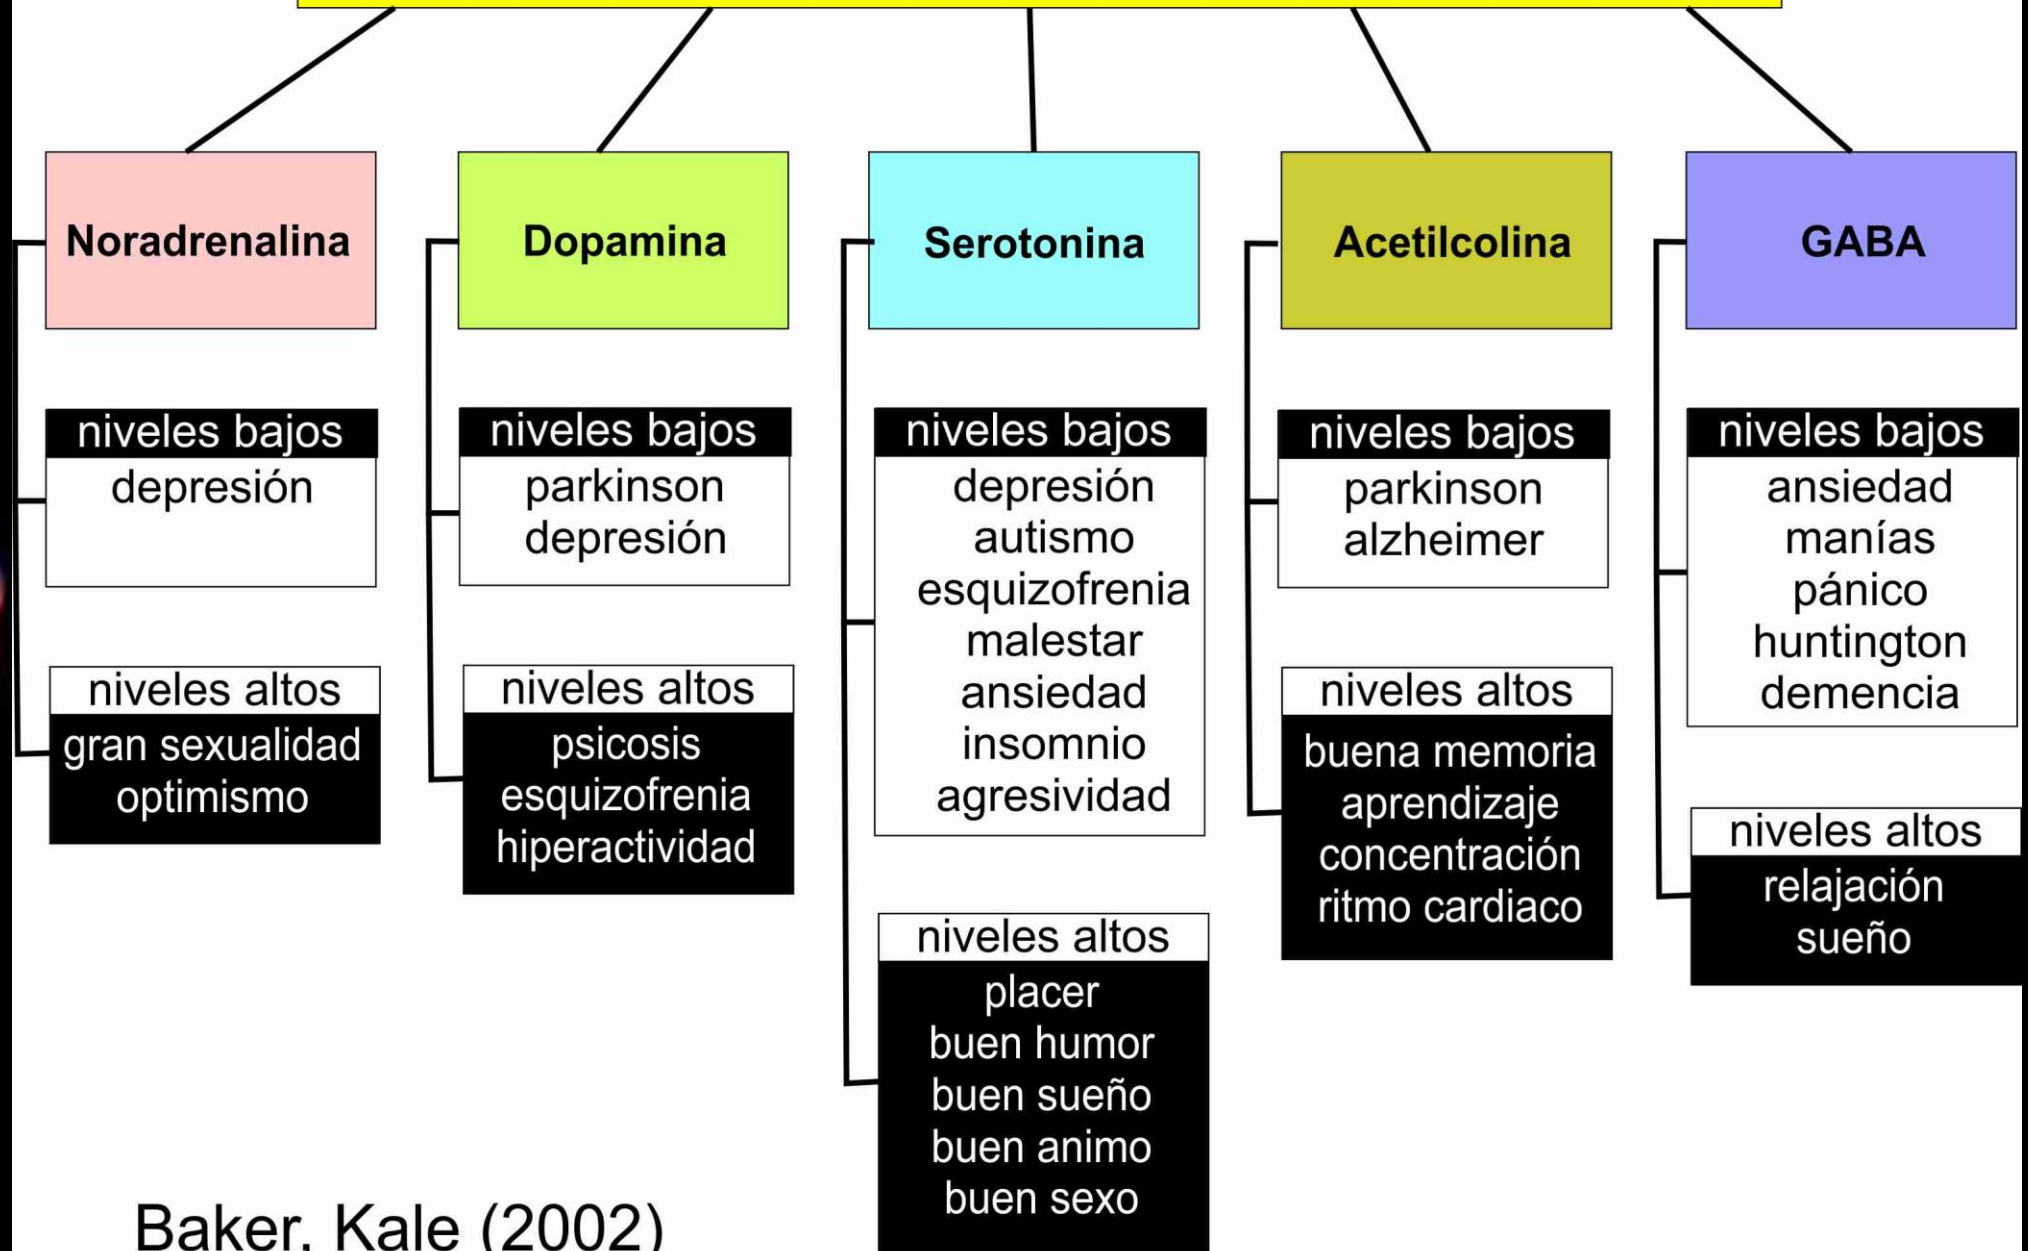 Noradrenalina
niveles bajos
depresión
niveles altos
gran sexualidad
optimismo
Dopamina
niveles bajos
parkinson
depresión
niveles altos
psicosis
esquizofrenia
hiperactividad
Serotonina
niveles bajos
depresión
autismo
esquizofrenia
malestar
ansiedad
insomnio
agresividad
niveles altos
placer
buen humor
buen sueño
buen animo
buen sexo
Acetilcolina
niveles bajos
parkinson
alzheimer
niveles altos
buena memoria
aprendizaje
concentración
ritmo cardiaco
GABA
niveles bajos
ansiedad
manías
pánico
huntington
demencia
niveles altos
relajación
sueño
Baker, Kale (2002)